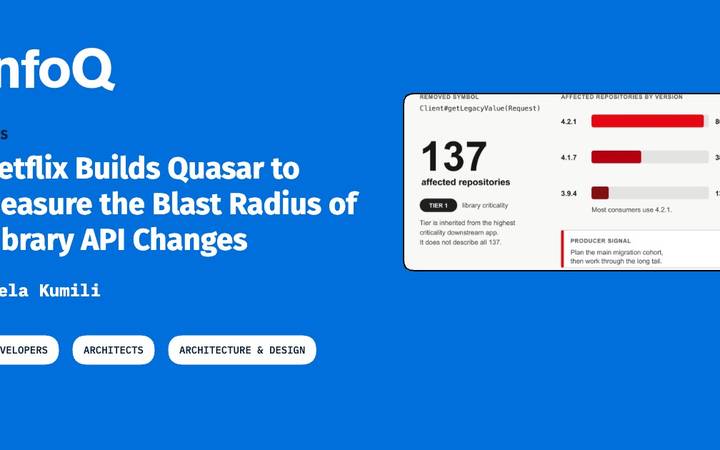 nfoQ
s
etflix Builds Quasar to
easure the Blast Radius of
ibrary API Changes
ela Kumili
VELOPERS
ARCHITECTS
ARCHITECTURE & DESIGN
REMOVED SYMBOL
Client#getLegacyValue(Request)
137
affected repositories
TIER 1 library criticality
Tier is inherited from the highest
criticality downstream app.
It does not describe all 137.
AFFECTED REPOSITORIES BY VERSION
4.2.1
4.1.7
3.9.4
Most consumers use 4.2.1.
PRODUCER SIGNAL
Plan the main migration cohort,
then work through the long tail.